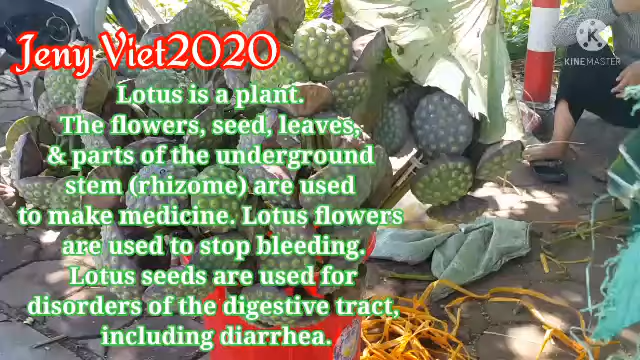 Jeny Viet2020
KINEMASTER
Lotus is a plant.
The flowers, seed, leaves,
& parts of the underground
stem (rhizome) are used
to make medicine. Lotus flowers
are used to stop bleeding.
Lotus seeds are used for
disorders of the digestive tract,
including diarrhea.